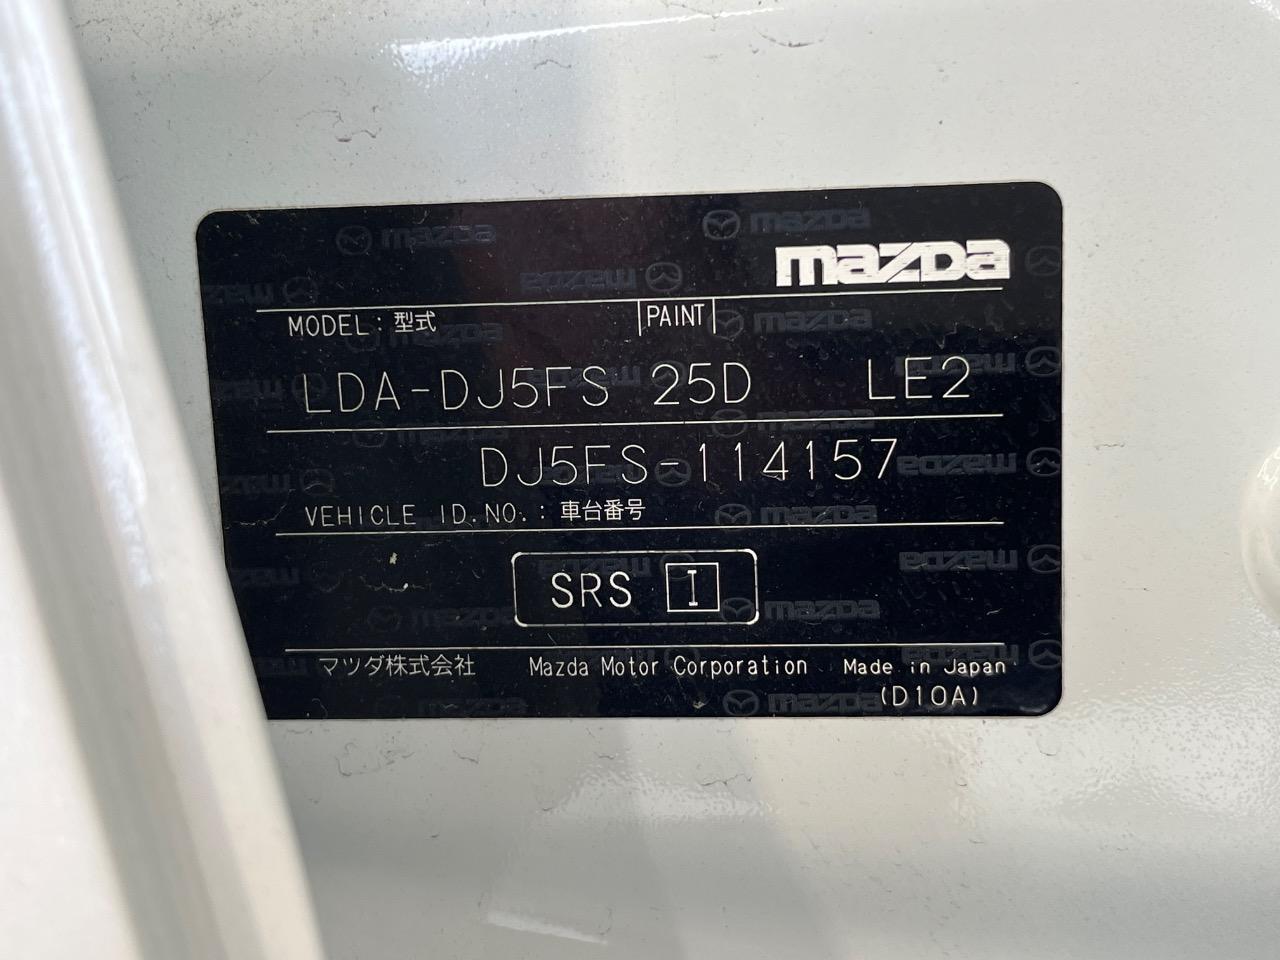 mazda
MODEL : 型式 PAINT
LDA-DJ5FS 25D LE2
DJ5FS-114157
VEHICLE ID.NO. : 車台番号
SRS I
マツダ株式会社 Mazda Motor Corporation Made in Japan
(D10A)